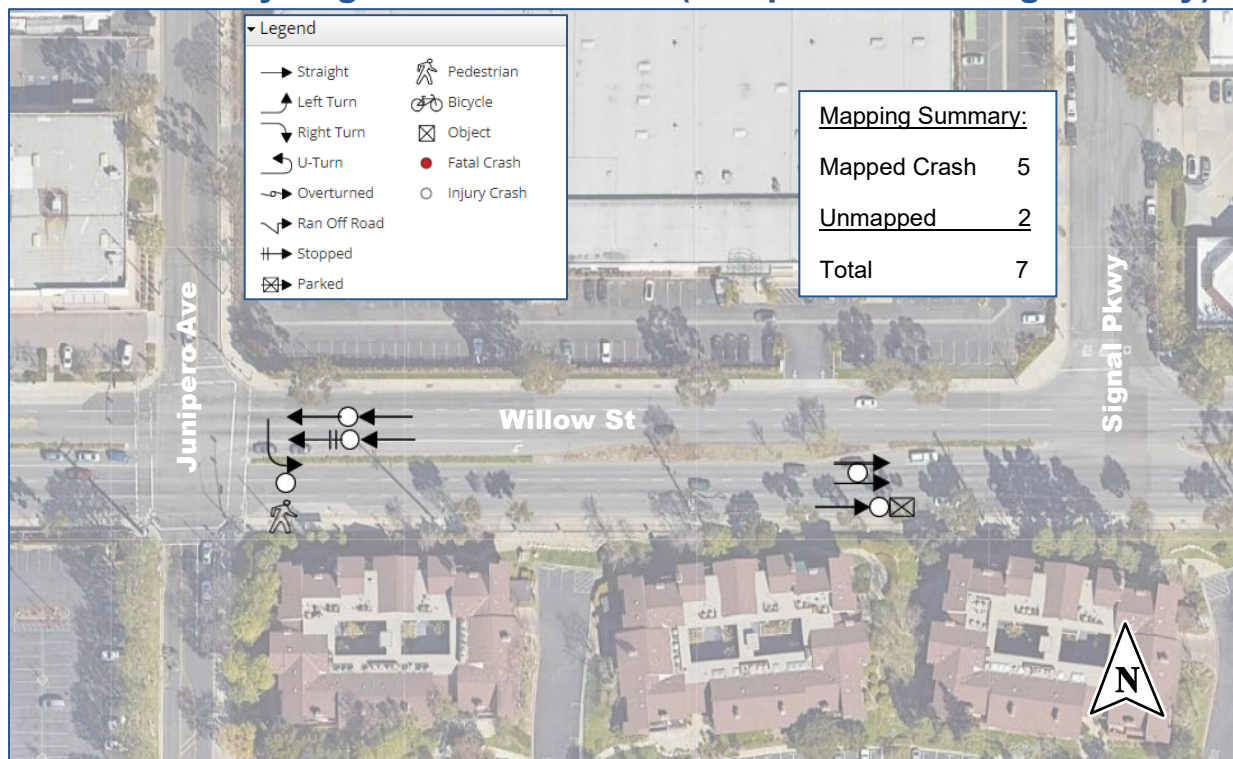 Legend
Straight
Left Turn
Right Turn
U-Turn
Overturned
Ran Off Road
Stopped
Parked
Pedestrian
Bicycle
Object
Fatal Crash
Injury Crash
Mapping Summary:
Mapped Crash 5
Unmapped 2
Total 7
Junipero Ave
Willow St
Signal Pkwy
N